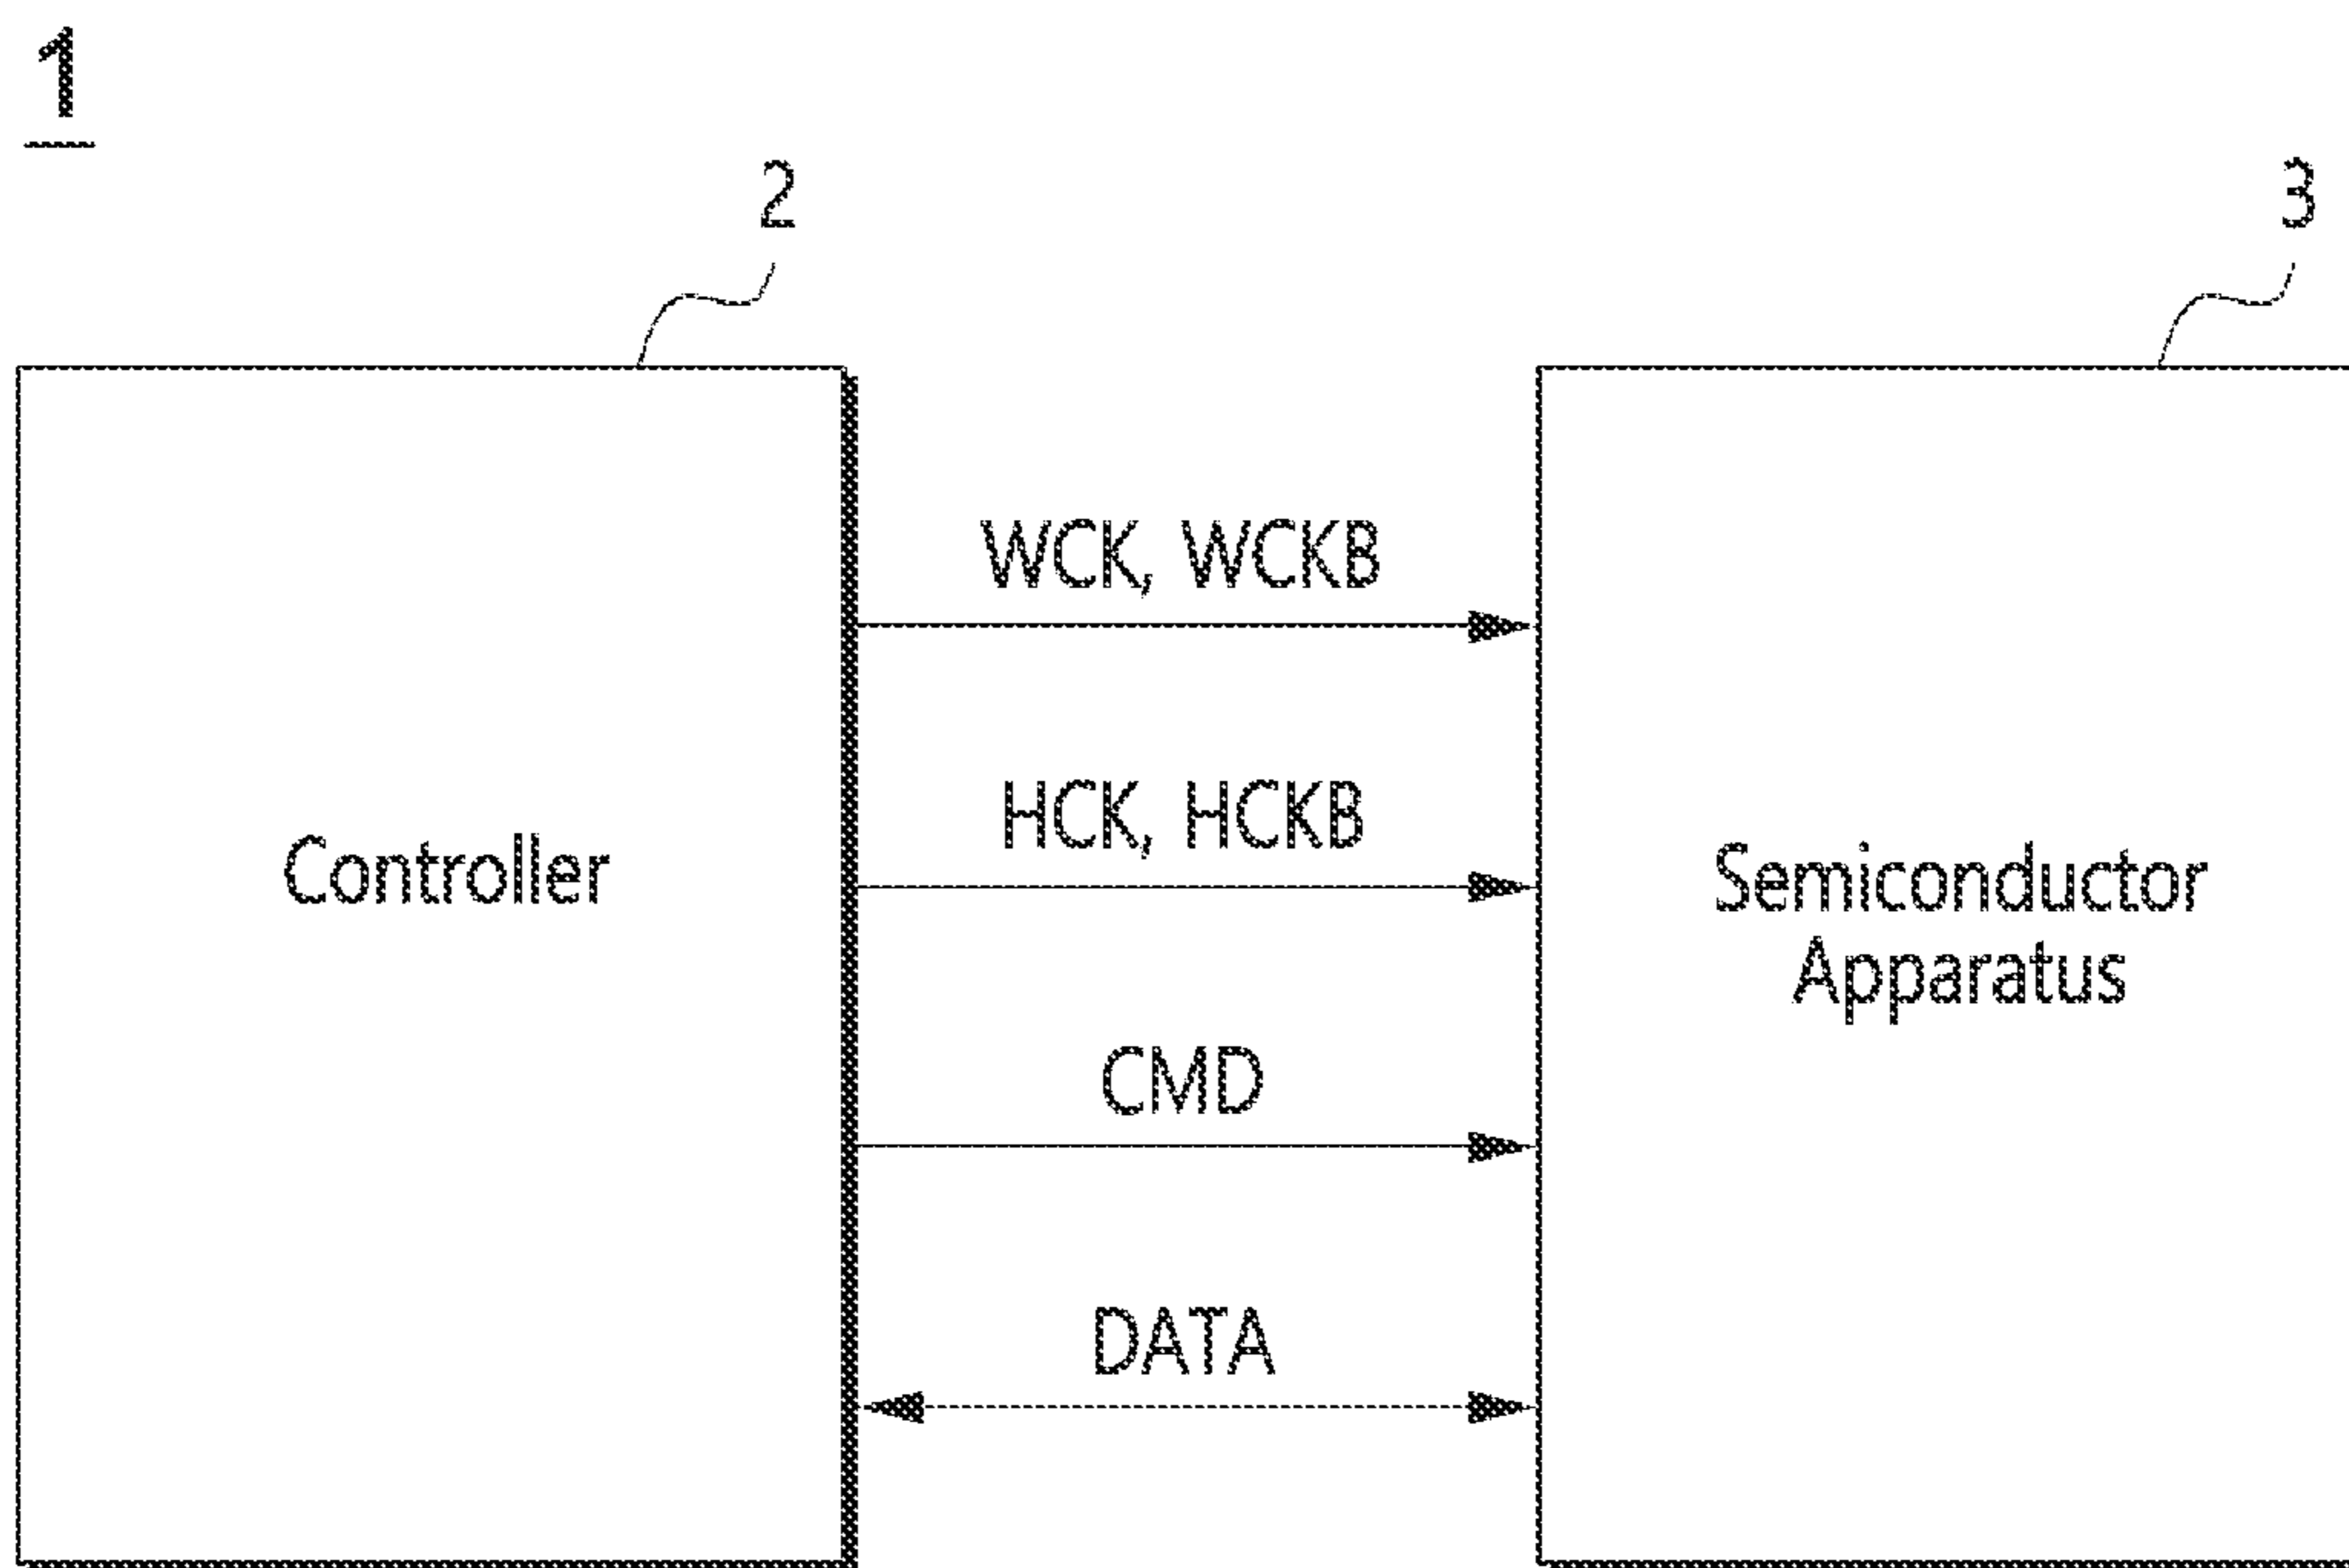 1
2
3
WCK, WCKB
HCK, HCKB
Controller
Semiconductor
Apparatus
CMD
DATA